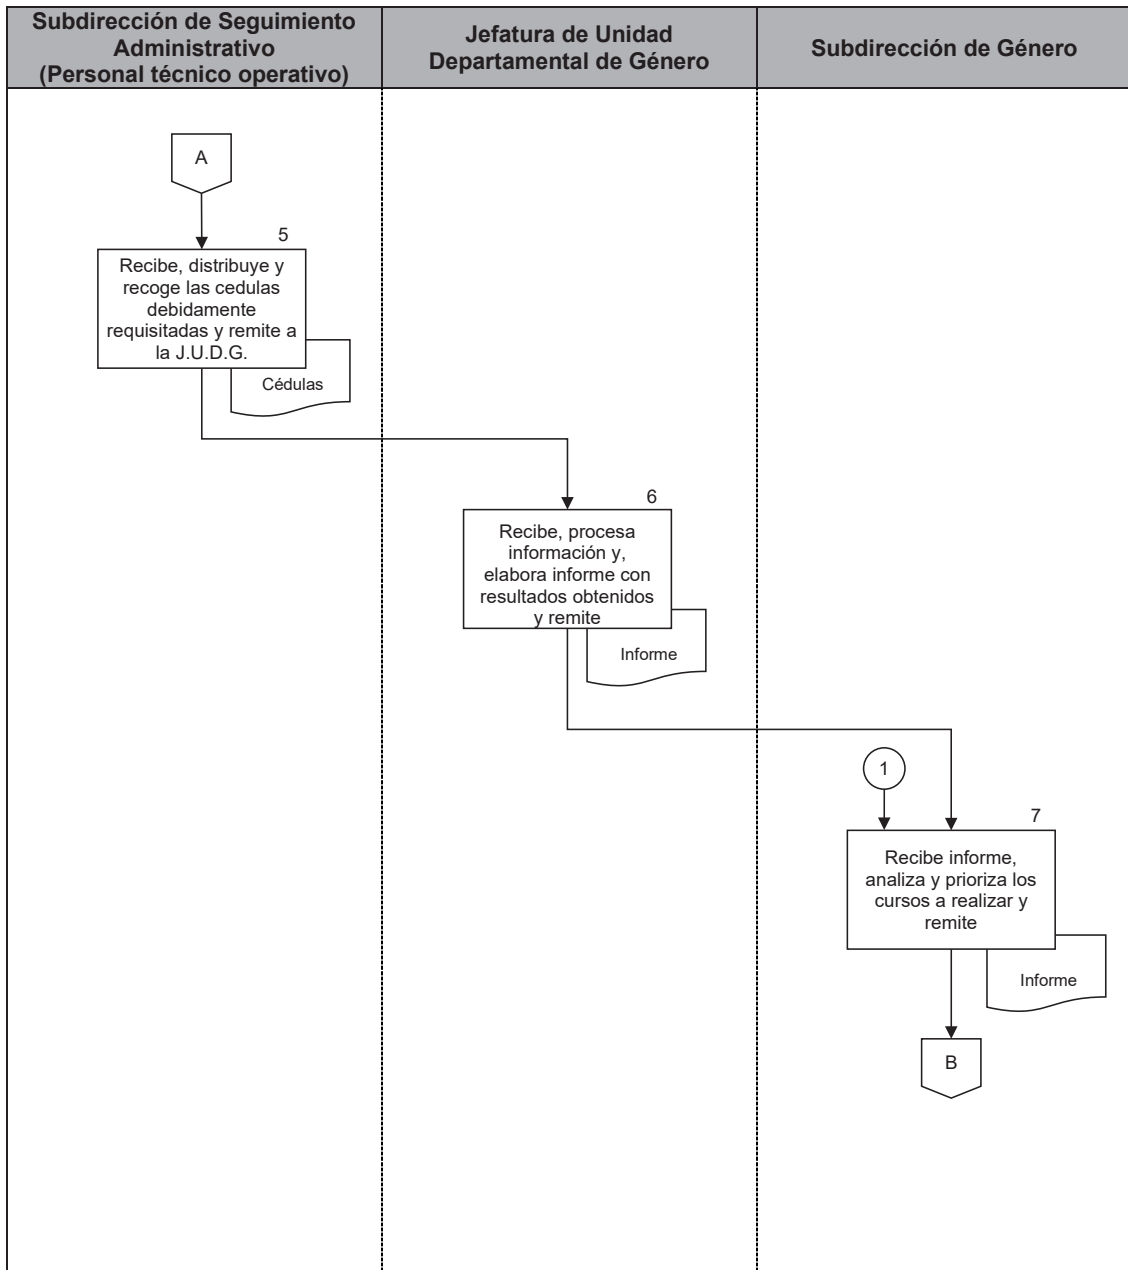 Subdirección de Seguimiento
Administrativo
(Personal técnico operativo)
Jefatura de Unidad
Departamental de Género
Subdirección de Género
A
5
Recibe, distribuye y
recoge las cedulas
debidamente
requisitadas y remite a
la J.U.D.G.
Cédulas
6
Recibe, procesa
información y,
elabora informe con
resultados obtenidos
y remite
Informe
1
7
Recibe informe,
analiza y prioriza los
cursos a realizar y
remite
Informe
B